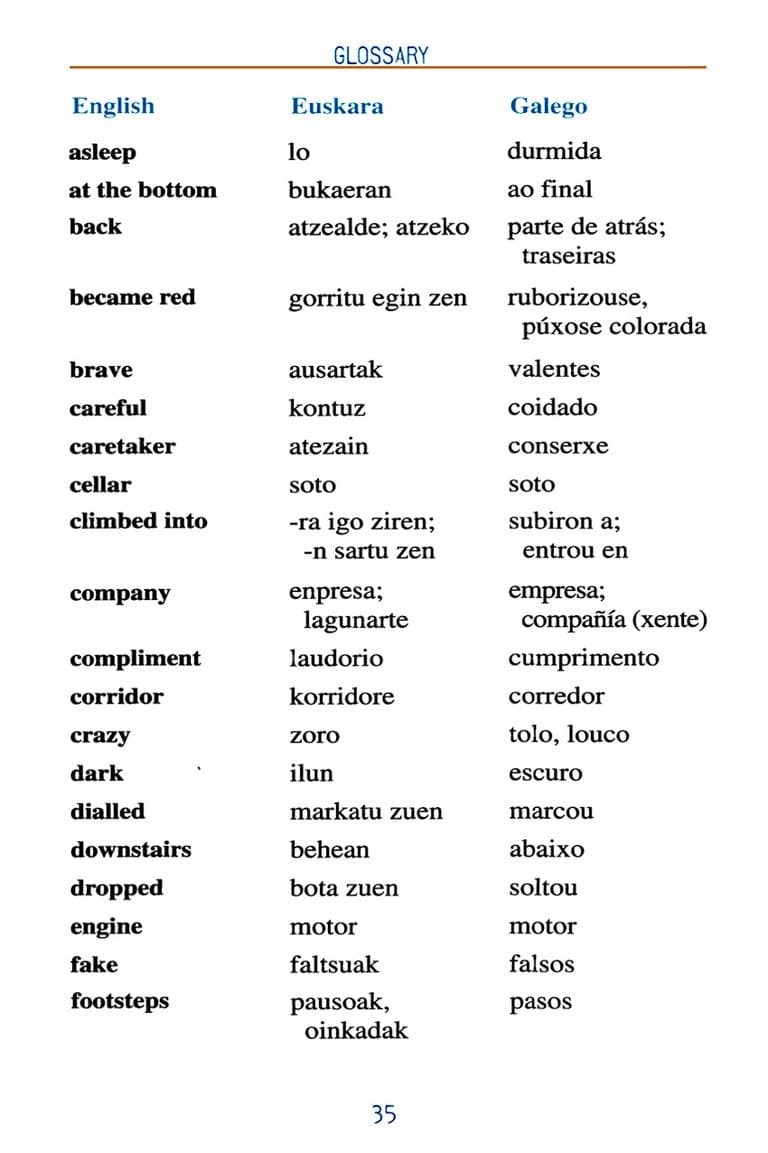 GLOSSARY
English Euskara Galego
asleep lo durmida
at the bottom bukaeran ao final
back atzealde; atzeko parte de atrás;
traseiras
became red gorritu egin zen ruborizouse,
púxose colorada
brave ausartak valentes
careful kontuz coidado
caretaker atezain conserxe
cellar soto soto
climbed into -ra igo ziren; subiron a;
-n sartu zen entrou en
company enpresa; empresa;
lagunarte compañía (xente)
compliment laudorio cumprimento
corridor korridore corredor
crazy zoro tolo, louco
dark ilun escuro
dialled markatu zuen marcou
downstairs behean abaixo
dropped bota zuen soltou
engine motor motor
fake faltsuak falsos
footsteps pausoak, pasos
oinkadak
35